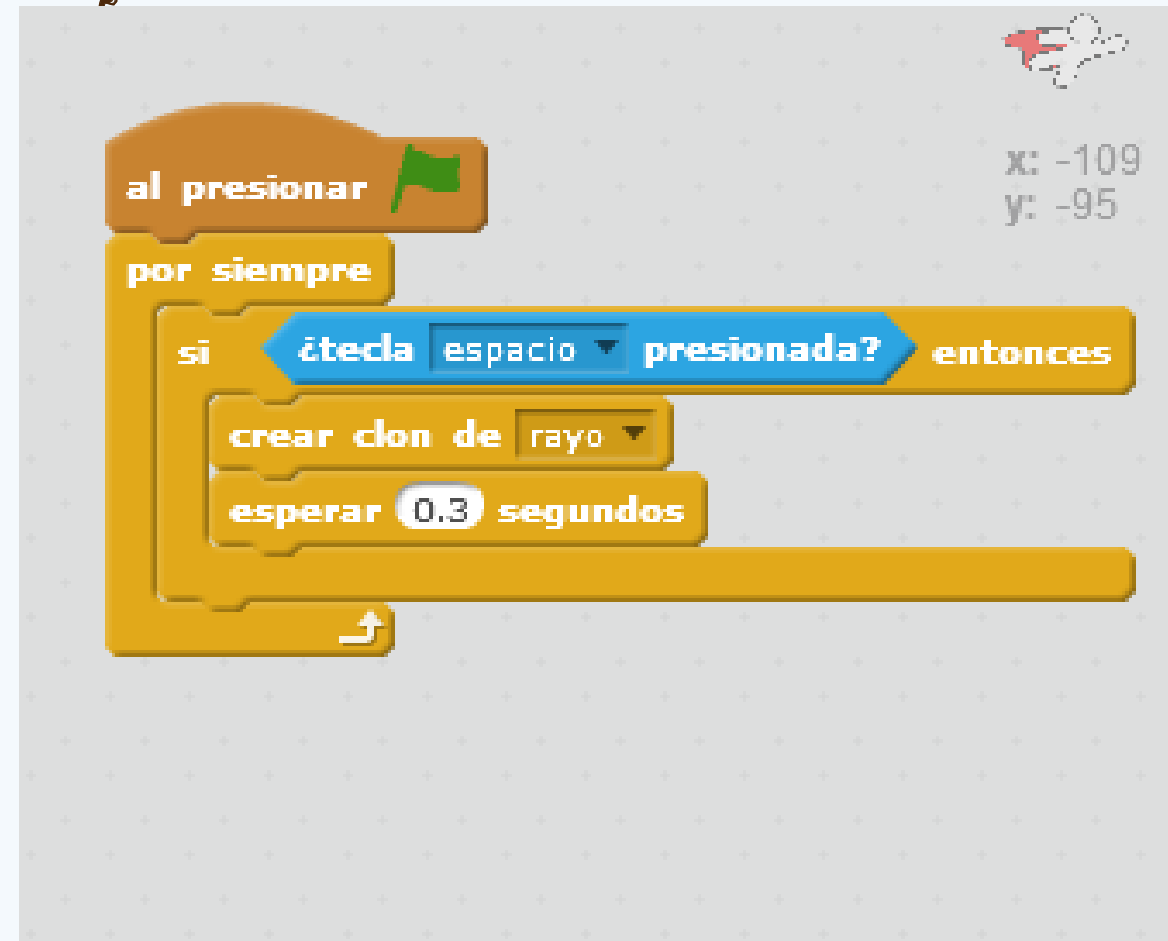 al presionar
x: -109
y: -95
por siempre
si ¿tecla espacio presionada? entonces
crear clon de rayo
esperar 0.3 segundos